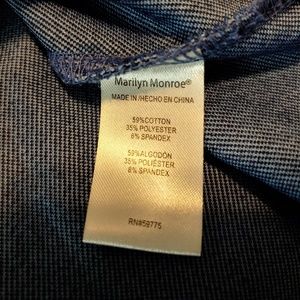 Marilyn Monroe®
MADE IN/HECHO EN CHINA
59%COTTON
35% POLYESTER
6% SPANDEX
59%ALGODÓN
35% POLIÉSTER
6% SPANDEX
RN#59775